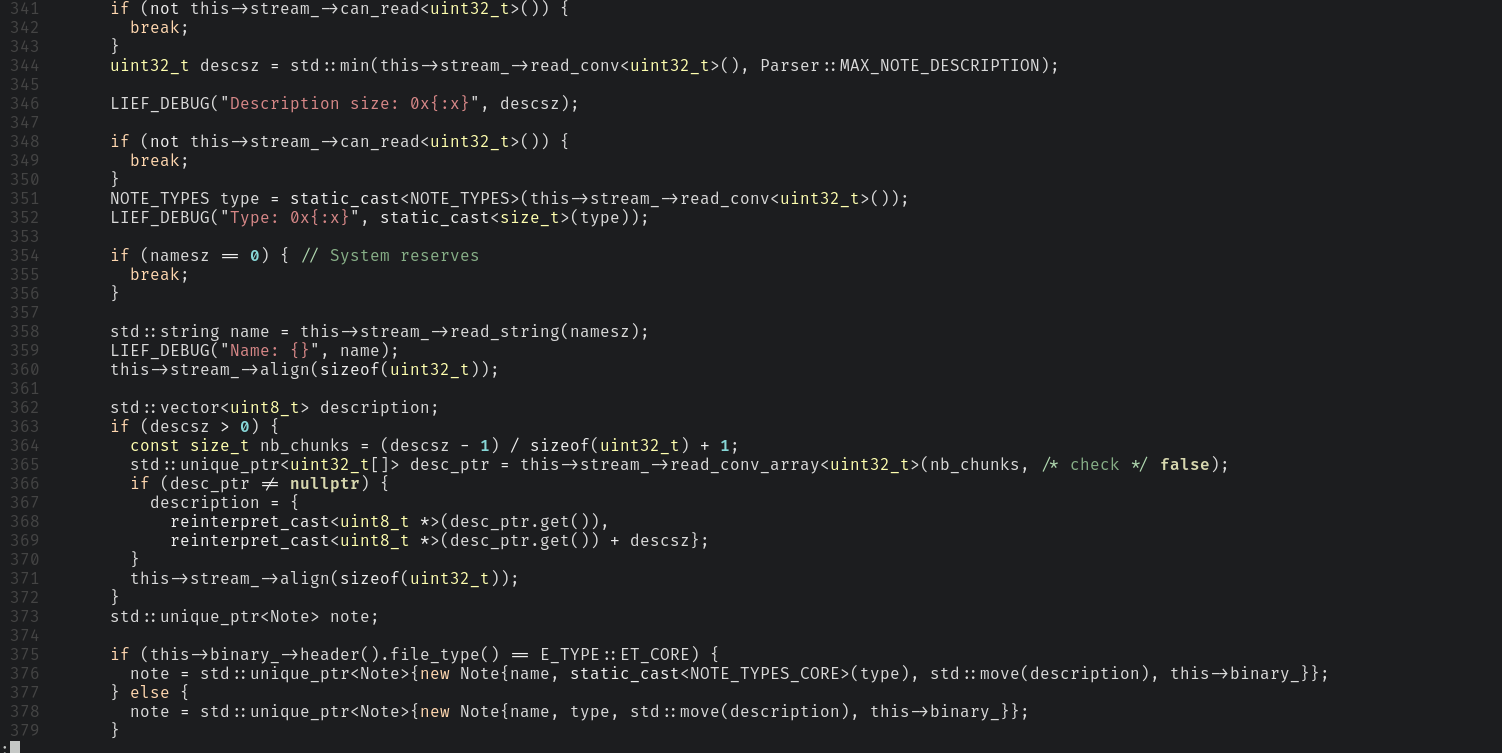 341       if (not this->stream_->can_read<uint32_t>()) {
342         break;
343       }
344       uint32_t descsz = std::min(this->stream_->read_conv<uint32_t>(), Parser::MAX_NOTE_DESCRIPTION);
345
346       LIEF_DEBUG("Description size: 0x{:x}", descsz);
347
348       if (not this->stream_->can_read<uint32_t>()) {
349         break;
350       }
351       NOTE_TYPES type = static_cast<NOTE_TYPES>(this->stream_->read_conv<uint32_t>());
352       LIEF_DEBUG("Type: 0x{:x}", static_cast<size_t>(type));
353
354       if (namesz == 0) { // System reserves
355         break;
356       }
357
358       std::string name = this->stream_->read_string(namesz);
359       LIEF_DEBUG("Name: {}", name);
360       this->stream_->align(sizeof(uint32_t));
361
362       std::vector<uint8_t> description;
363       if (descsz > 0) {
364         const size_t nb_chunks = (descsz - 1) / sizeof(uint32_t) + 1;
365         std::unique_ptr<uint32_t[]> desc_ptr = this->stream_->read_conv_array<uint32_t>(nb_chunks, /* check */ false);
366         if (desc_ptr != nullptr) {
367           description = {
368             reinterpret_cast<uint8_t *>(desc_ptr.get()),
369             reinterpret_cast<uint8_t *>(desc_ptr.get()) + descsz};
370         }
371         this->stream_->align(sizeof(uint32_t));
372       }
373       std::unique_ptr<Note> note;
374
375       if (this->binary_->header().file_type() == E_TYPE::ET_CORE) {
376         note = std::unique_ptr<Note>{new Note{name, static_cast<NOTE_TYPES_CORE>(type), std::move(description), this->binary_}};
377       } else {
378         note = std::unique_ptr<Note>{new Note{name, type, std::move(description), this->binary_}};
379       }
: